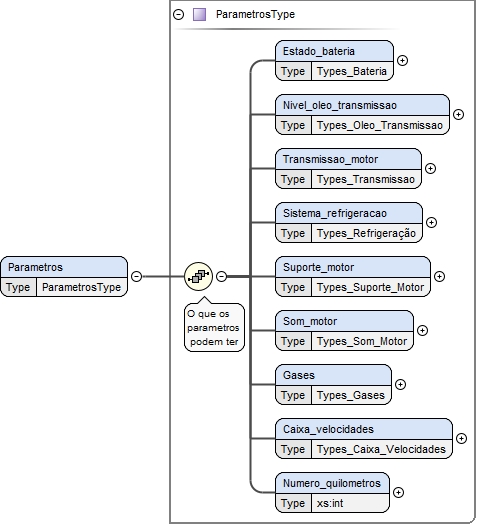 ParametrosType
Estado_bateria
Type Types_Bateria
Nivel_oleo_transmissao
Type Types_Oleo_Transmissao
Transmissao_motor
Type Types_Transmissao
Sistema_refrigeracao
Type Types_Refrigeração
Parametros
Type ParametrosType
O que os
parametros
podem ter
Suporte_motor
Type Types_Suporte_Motor
Som_motor
Type Types_Som_Motor
Gases
Type Types_Gases
Caixa_velocidades
Type Types_Caixa_Velocidades
Numero_quilometros
Type xs:int